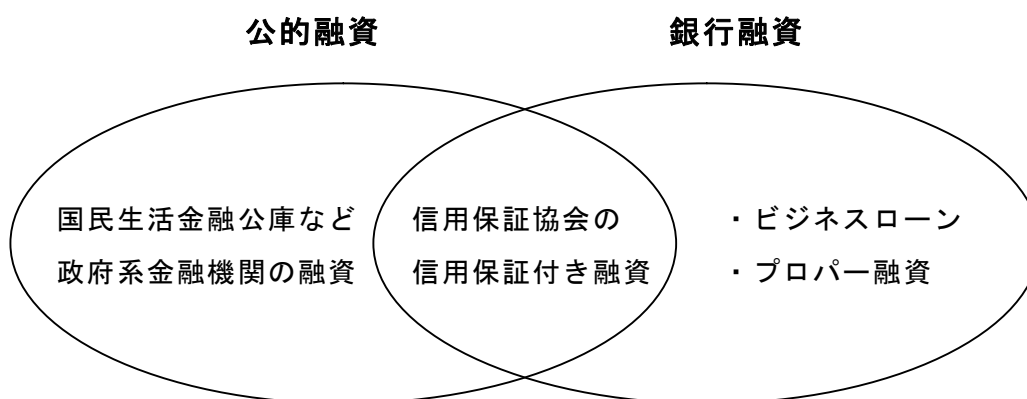 公的融資
銀行融資
国民生活金融公庫など
政府系金融機関の融資
信用保証協会の
信用保証付き融資
・ビジネスローン
・プロパー融資